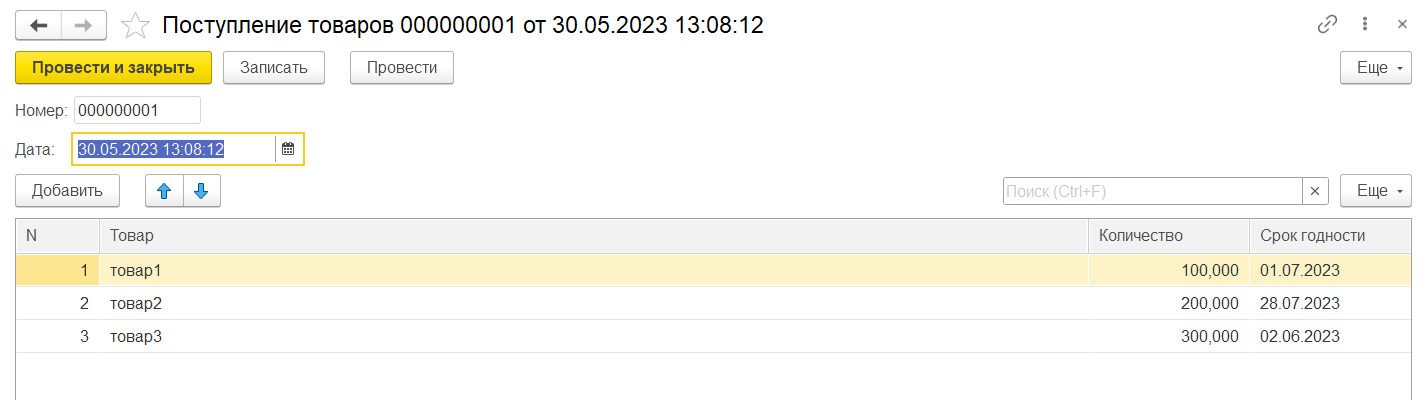 Поступление товаров 000000001 от 30.05.2023 13:08:12
Провести и закрыть Записать Провести Еще
Номер: 000000001
Дата: 30.05.2023 13:08:12
Добавить Поиск (Ctrl+F) Еще
N Товар Количество Срок годности
1 товар1 100,000 01.07.2023
2 товар2 200,000 28.07.2023
3 товар3 300,000 02.06.2023